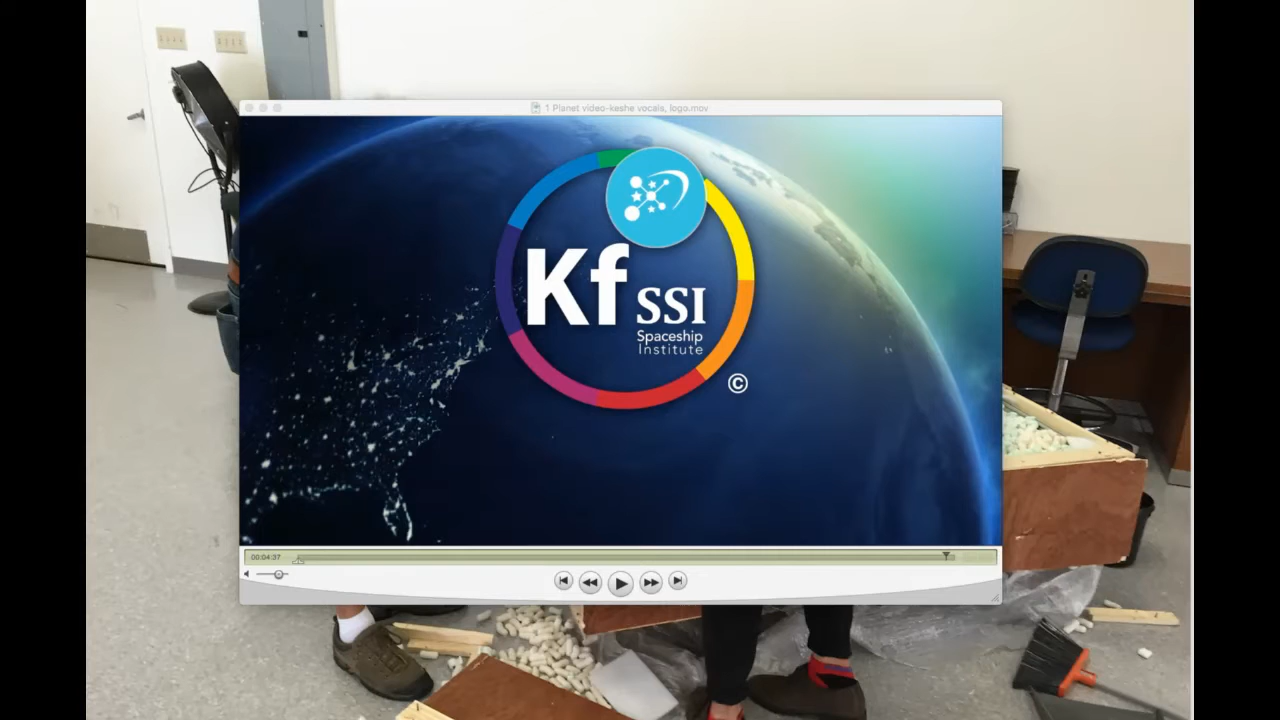 1 Planet video-keshe vocals, logo.mov
Kf SSI
Spaceship
Institute
©
00:04:37